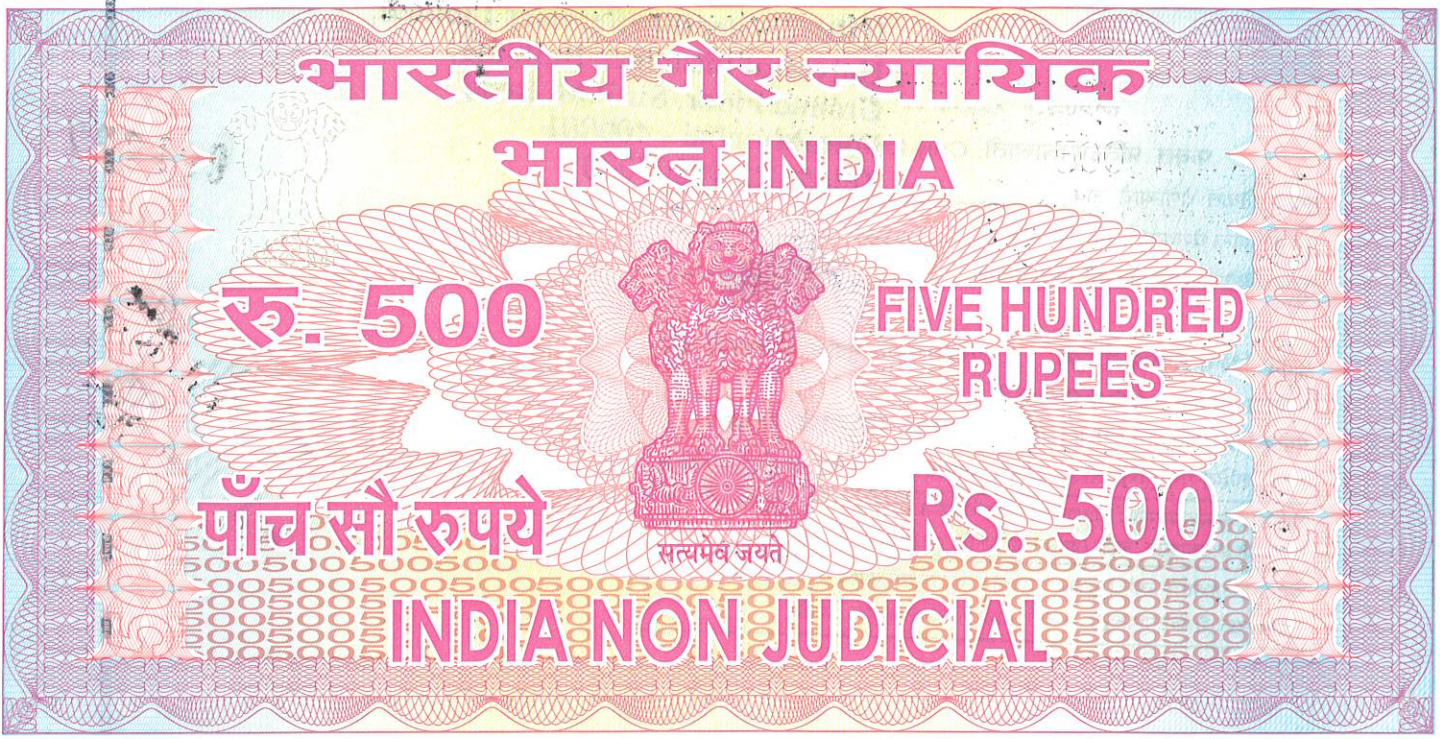 भारतीय गैर न्यायिक
भारत INDIA
रु. 500
FIVE HUNDRED
RUPEES
पाँच सौ रुपये
Rs. 500
सत्यमेव जयते
INDIA NON JUDICIAL